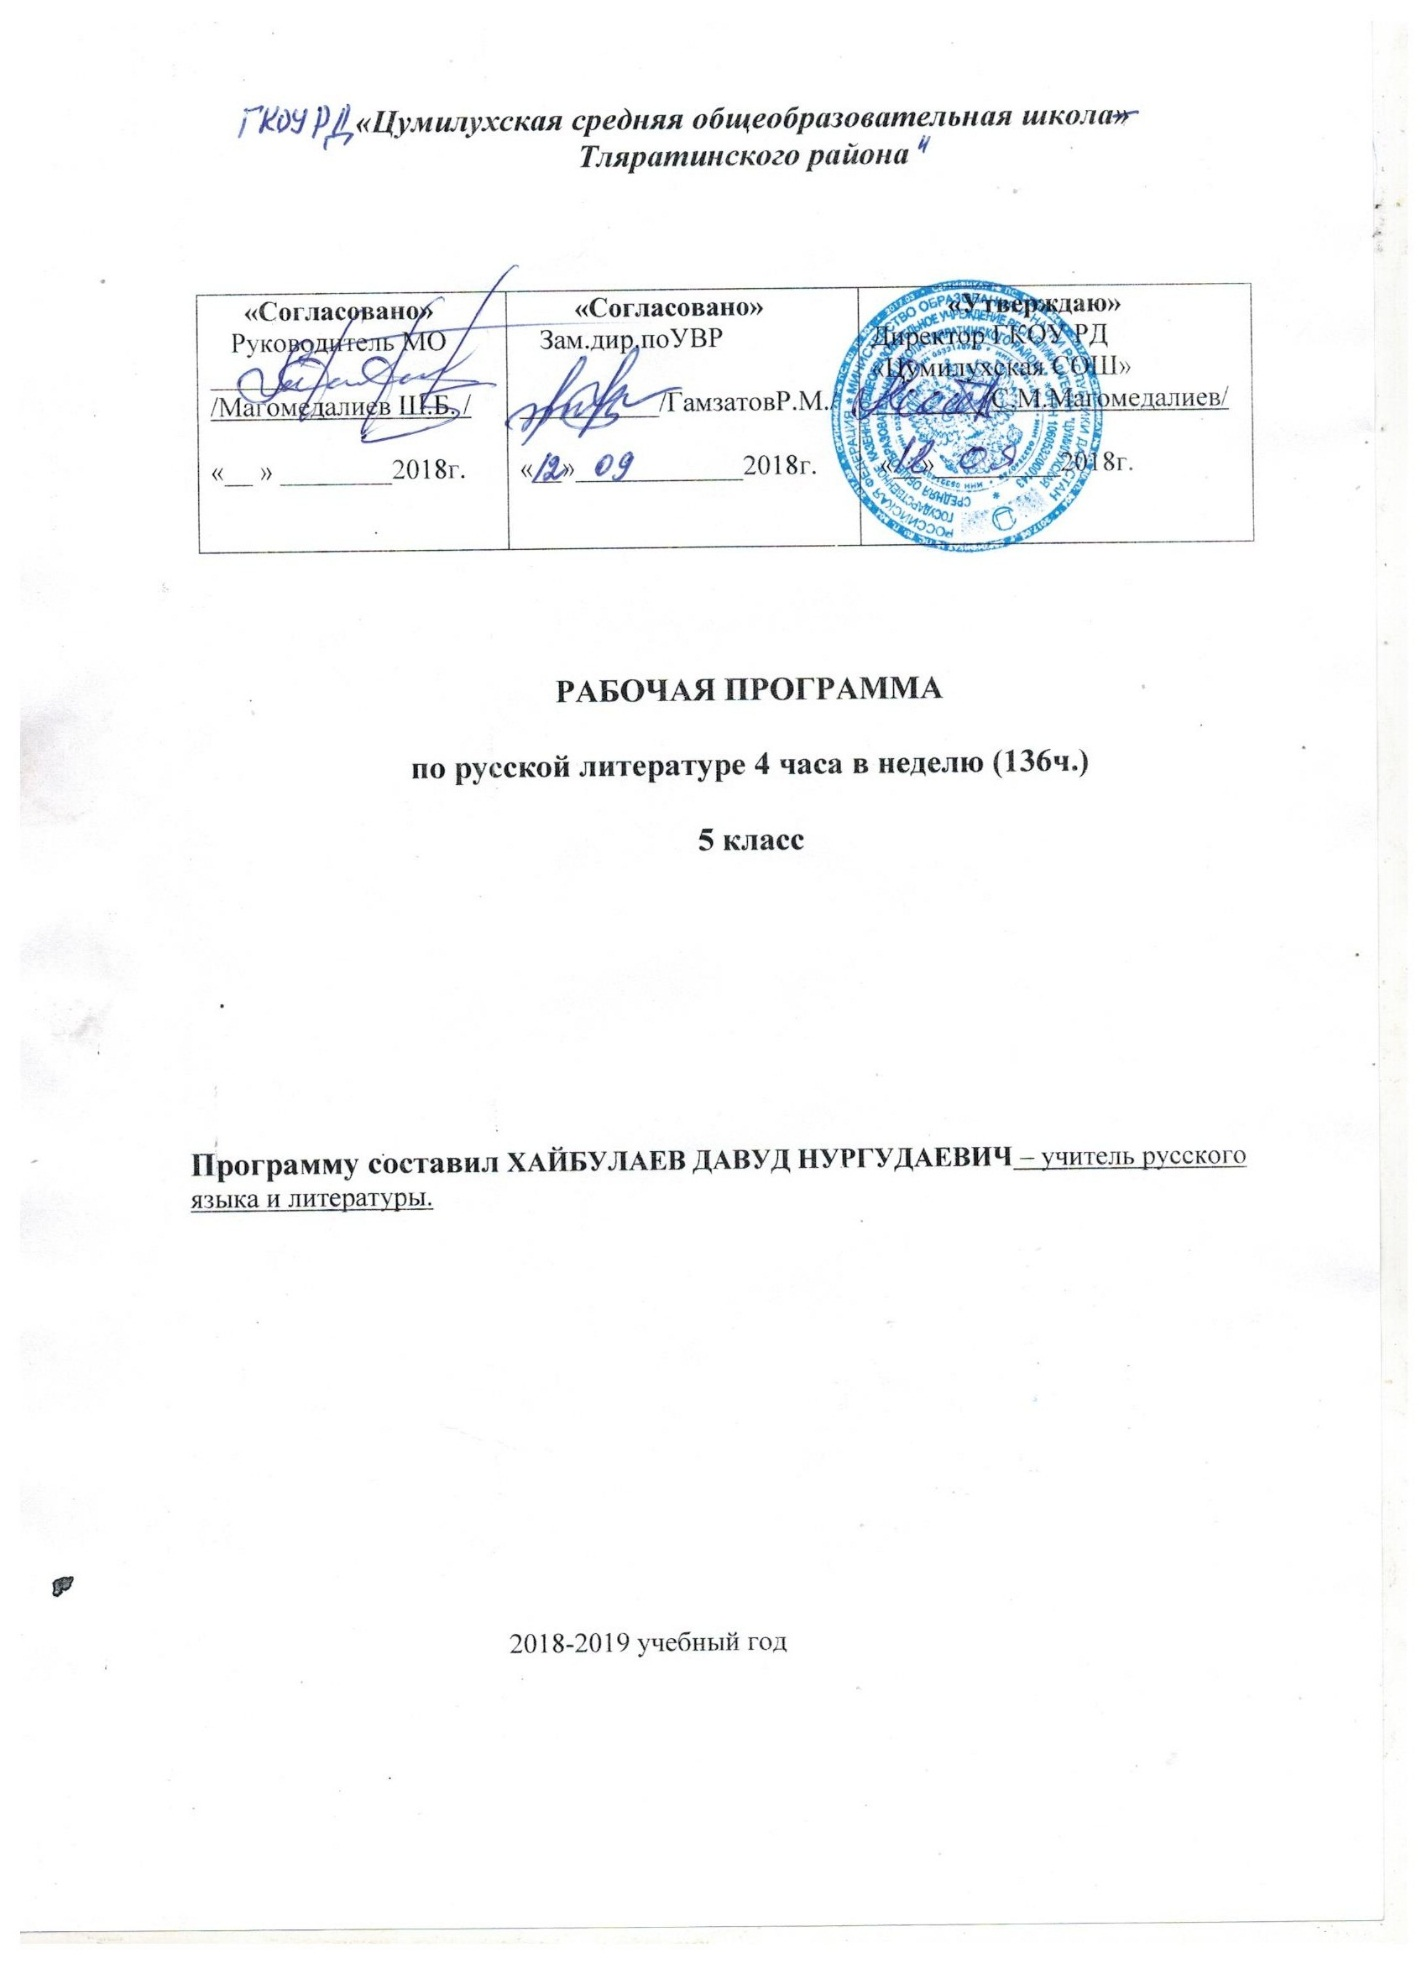 ГКОУ РД «Цумилухская средняя общеобразовательная школа»
Тляратинского района"
«Согласовано»
Руководитель МО
/Магомедалиев Ш.Б. /
«__ » ________2018г.
«Согласовано»
Зам.дир.поУВР
__________/ГамзатовР.М..
«12»_09_________2018г.
«Утверждаю»
Директор ГКОУ РД
«Цумилухская СОШ»
/С.М.Магомедалиев/
«12» 09 2018г.
РАБОЧАЯ ПРОГРАММА
по русской литературе 4 часа в неделю (136ч.)
5 класс
Программу составил ХАЙБУЛАЕВ ДАВУД НУРГУДАЕВИЧ – учитель русского
языка и литературы.
2018-2019 учебный год